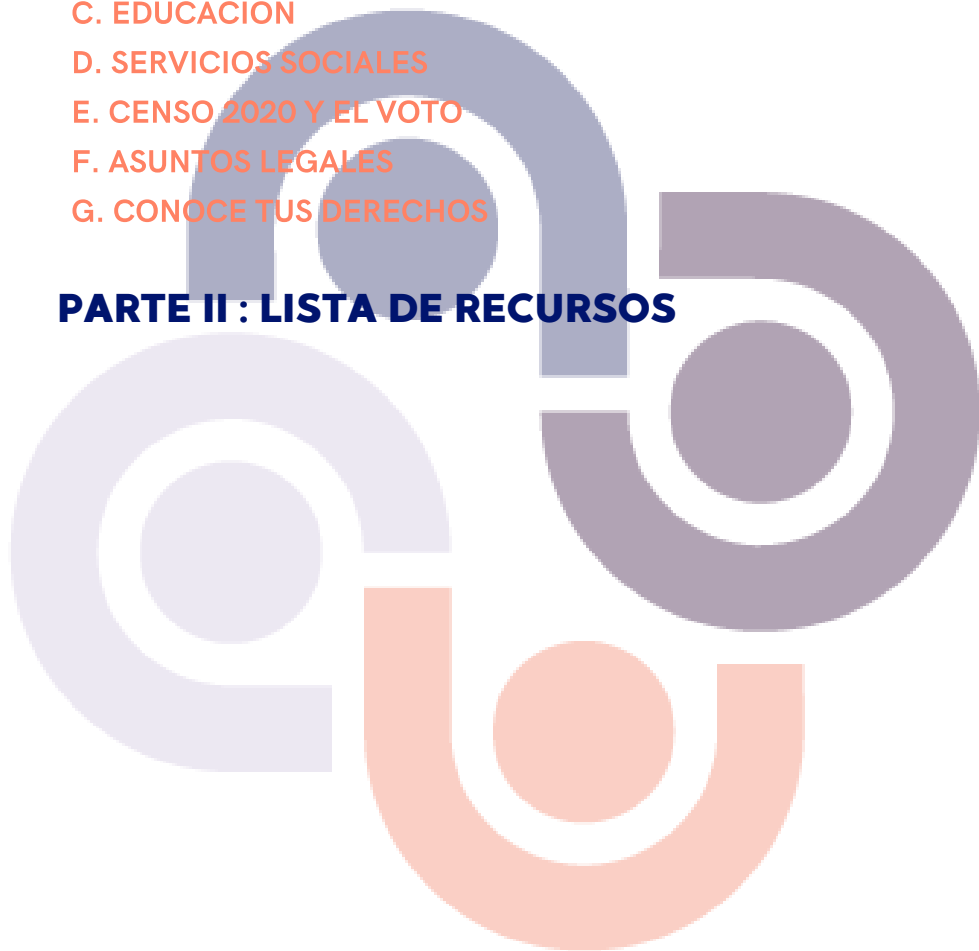 C. EDUCACION
D. SERVICIOS SOCIALES
E. CENSO 2020 Y EL VOTO
F. ASUNTOS LEGALES
G. CONOCE TUS DERECHOS
PARTE II : LISTA DE RECURSOS